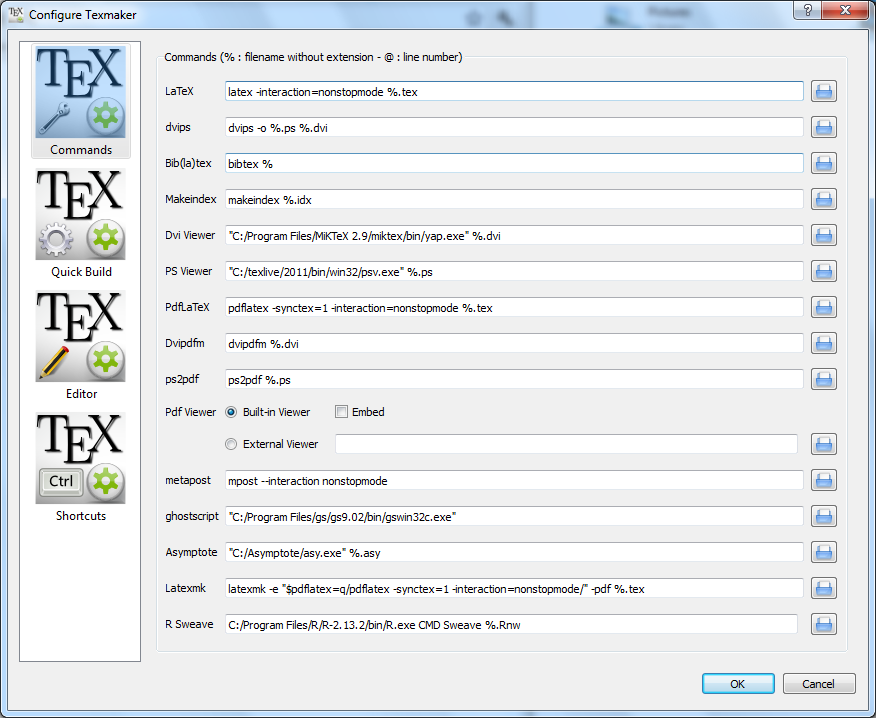 Configure Texmaker
Commands (% : filename without extension - @ : line number)
LaTeX latex -interaction=nonstopmode %.tex
dvips dvips -o %.ps %.dvi
Bib(la)tex bibtex %
Makeindex makeindex %.idx
Dvi Viewer "C:/Program Files/MiKTeX 2.9/miktex/bin/yap.exe" %.dvi
PS Viewer "C:/texlive/2011/bin/win32/psv.exe" %.ps
PdfLaTeX pdflatex -synctex=1 -interaction=nonstopmode %.tex
Dvipdfm dvipdfm %.dvi
ps2pdf ps2pdf %.ps
Pdf Viewer Built-in Viewer Embed
External Viewer
metapost mpost --interaction nonstopmode
ghostscript "C:/Program Files/gs/gs9.02/bin/gswin32c.exe"
Asymptote "C:/Asymptote/asy.exe" %.asy
Latexmk latexmk -e "$pdflatex=q/pdflatex -synctex=1 -interaction=nonstopmode/" -pdf %.tex
R Sweave C:/Program Files/R/R-2.13.2/bin/R.exe CMD Sweave %.Rnw
TEX
Commands
TEX
Quick Build
TEX
Editor
TEX
Ctrl
Shortcuts
OK Cancel